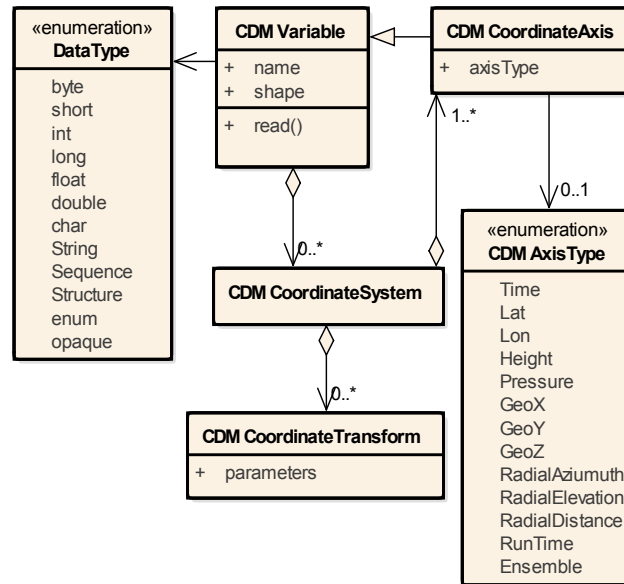 «enumeration»
DataType
byte
short
int
long
float
double
char
String
Sequence
Structure
enum
opaque
CDM Variable
+ name
+ shape
+ read()
CDM CoordinateAxis
+ axisType
1..*
0..1
0..*
CDM CoordinateSystem
0..*
CDM CoordinateTransform
+ parameters
«enumeration»
CDM AxisType
Time
Lat
Lon
Height
Pressure
GeoX
GeoY
GeoZ
RadialAziumuth
RadialElevation
RadialDistance
RunTime
Ensemble